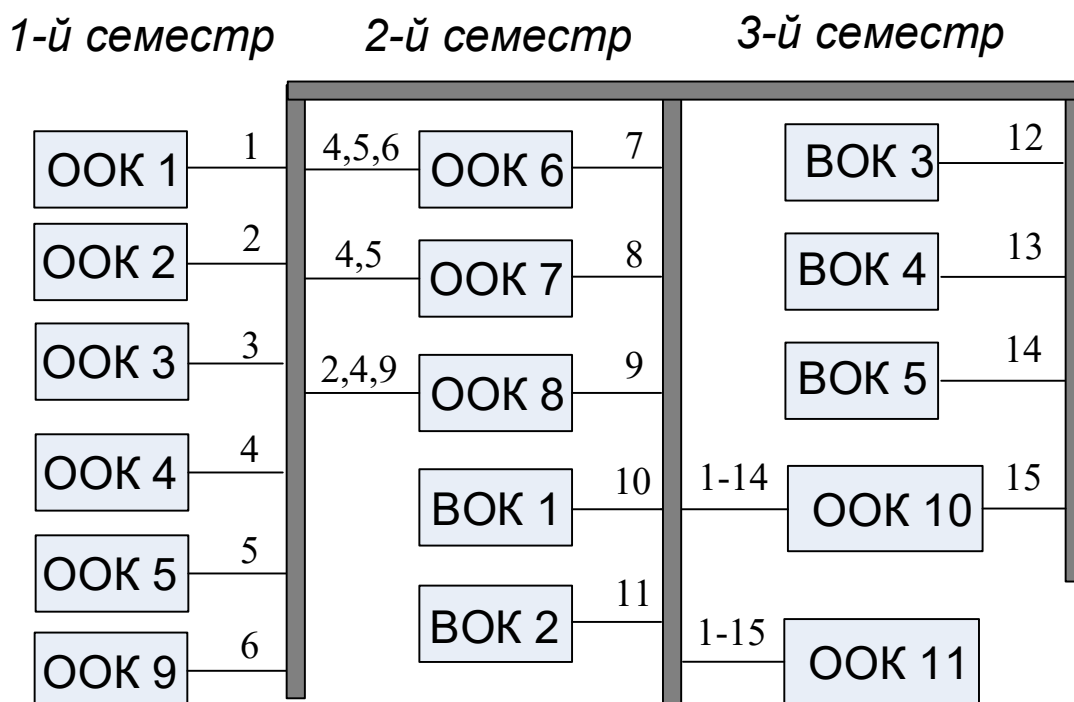 1-й семестр 2-й семестр 3-й семестр
ООК 1 1 4,5,6 ООК 6 7 ВОК 3 12
ООК 2 2 4,5 ООК 7 8 ВОК 4 13
ООК 3 3 2,4,9 ООК 8 9 ВОК 5 14
ООК 4 4 ВОК 1 10 1-14 ООК 10 15
ООК 5 5 ВОК 2 11
ООК 9 6 1-15 ООК 11